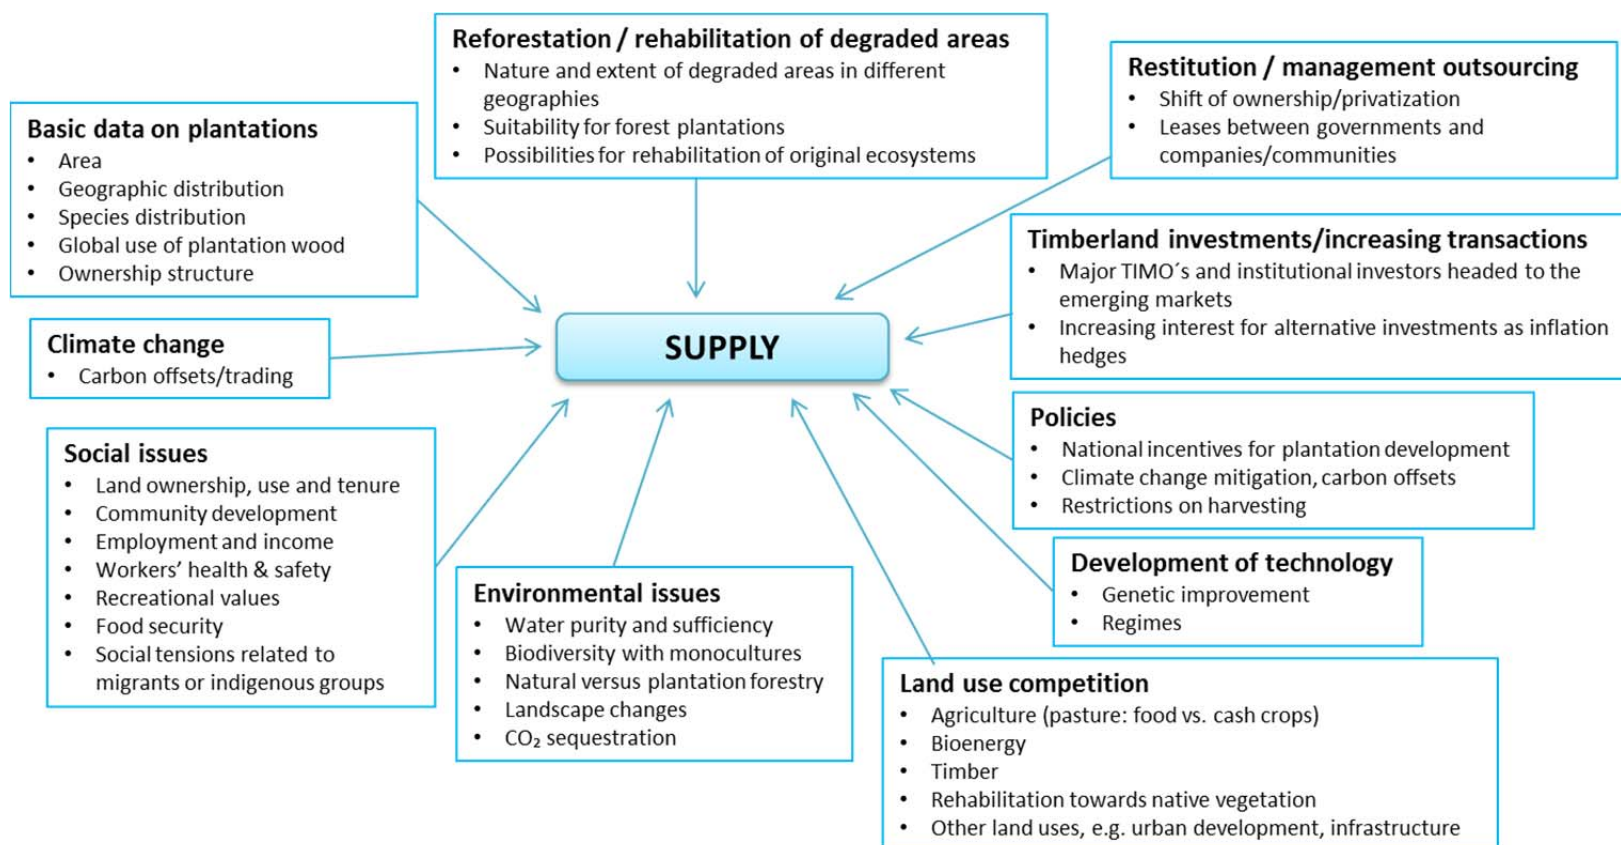 Reforestation / rehabilitation of degraded areas
• Nature and extent of degraded areas in different
geographies
• Suitability for forest plantations
• Possibilities for rehabilitation of original ecosystems
Restitution / management outsourcing
• Shift of ownership/privatization
• Leases between governments and
companies/communities
Basic data on plantations
• Area
• Geographic distribution
• Species distribution
• Global use of plantation wood
• Ownership structure
Timberland investments/increasing transactions
• Major TIMO´s and institutional investors headed to the
emerging markets
• Increasing interest for alternative investments as inflation
hedges
SUPPLY
Climate change
• Carbon offsets/trading
Policies
• National incentives for plantation development
• Climate change mitigation, carbon offsets
• Restrictions on harvesting
Social issues
• Land ownership, use and tenure
• Community development
• Employment and income
• Workers’ health & safety
• Recreational values
• Food security
• Social tensions related to
migrants or indigenous groups
Development of technology
• Genetic improvement
• Regimes
Environmental issues
• Water purity and sufficiency
• Biodiversity with monocultures
• Natural versus plantation forestry
• Landscape changes
• CO₂ sequestration
Land use competition
• Agriculture (pasture: food vs. cash crops)
• Bioenergy
• Timber
• Rehabilitation towards native vegetation
• Other land uses, e.g. urban development, infrastructure